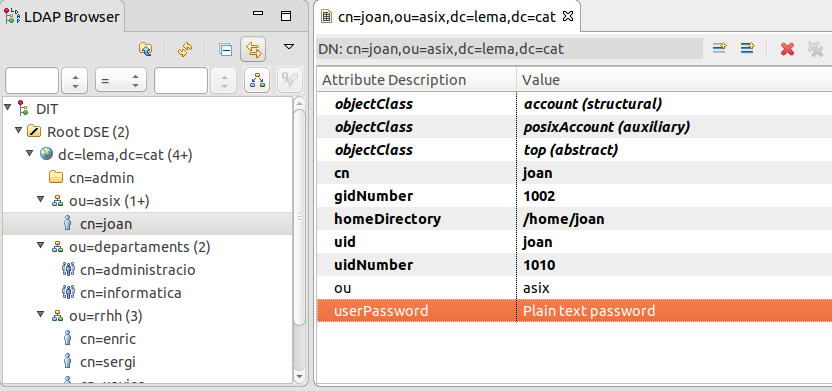 LDAP Browser
=
DIT
Root DSE (2)
dc=lema,dc=cat (4+)
cn=admin
ou=asix (1+)
cn=joan
ou=departaments (2)
cn=administracio
cn=informatica
ou=rrhh (3)
cn=enric
cn=sergi
cn=joan,ou=asix,dc=lema,dc=cat
DN: cn=joan,ou=asix,dc=lema,dc=cat
Attribute Description Value
objectClass account (structural)
objectClass posixAccount (auxiliary)
objectClass top (abstract)
cn joan
gidNumber 1002
homeDirectory /home/joan
uid joan
uidNumber 1010
ou asix
userPassword Plain text password